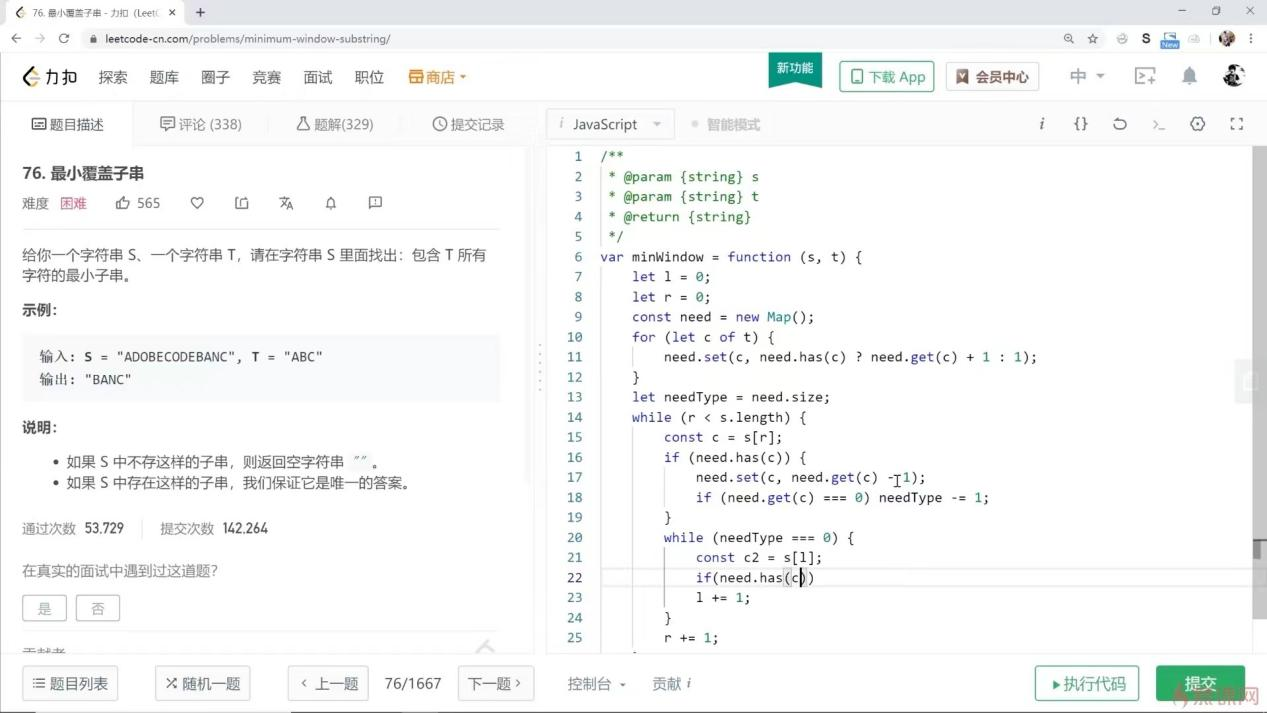 76. 最小覆盖子串 - 力扣 (LeetC
leetcode-cn.com/problems/minimum-window-substring/
New
力扣 探索 题库 圈子 竞赛 面试 职位 商店 新功能 下载 App 会员中心 中
题目描述 评论 (338) 题解(329) 提交记录
i JavaScript 智能模式
76. 最小覆盖子串
难度 困难 565
给你一个字符串 S、一个字符串 T，请在字符串 S 里面找出：包含 T 所有
字符的最小子串。
示例：
输入: S = "ADOBECODEBANC", T = "ABC"
输出: "BANC"
说明：
如果 S 中不存在这样的子串，则返回空字符串 ""。
如果 S 中存在这样的子串，我们保证它是唯一的答案。
通过次数 53,729 提交次数 142,264
在真实的面试中遇到过这道题?
是 否
贡献者
1 /**
2 * @param {string} s
3 * @param {string} t
4 * @return {string}
5 */
6 var minWindow = function (s, t) {
7 let l = 0;
8 let r = 0;
9 const need = new Map();
10 for (let c of t) {
11 need.set(c, need.has(c) ? need.get(c) + 1 : 1);
12 }
13 let needType = need.size;
14 while (r < s.length) {
15 const c = s[r];
16 if (need.has(c)) {
17 need.set(c, need.get(c) - 1);
18 if (need.get(c) === 0) needType -= 1;
19 }
20 while (needType === 0) {
21 const c2 = s[l];
22 if(need.has(c))
23 l += 1;
24 }
25 r += 1;
题目列表 随机一题 上一题 76/1667 下一题 控制台 贡献 i 执行代码 提交
慕课网